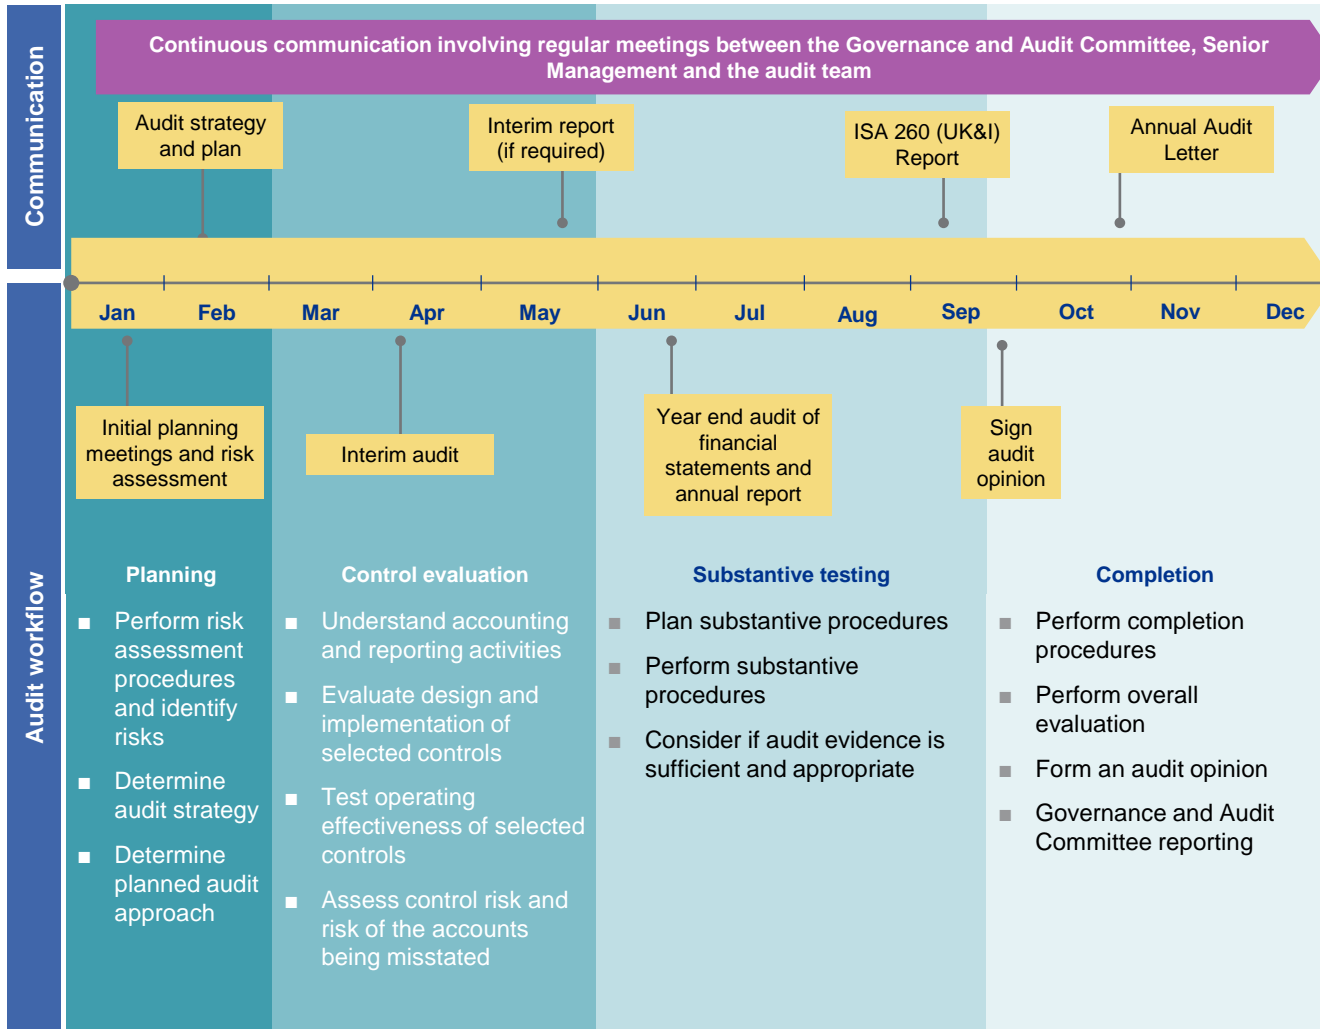 Communication
Continuous communication involving regular meetings between the Governance and Audit Committee, Senior
Management and the audit team
Audit strategy
and plan
Interim report
(if required)
ISA 260 (UK&I)
Report
Annual Audit
Letter
Jan
Feb
Mar
Apr
May
Jun
Jul
Aug
Sep
Oct
Nov
Dec
Audit workflow
Initial planning
meetings and risk
assessment
Interim audit
Year end audit of
financial
statements and
annual report
Sign
audit
opinion
Planning
■ Perform risk
assessment
procedures
and identify
risks
■ Determine
audit strategy
■ Determine
planned audit
approach
Control evaluation
■ Understand accounting
and reporting activities
■ Evaluate design and
implementation of
selected controls
■ Test operating
effectiveness of selected
controls
■ Assess control risk and
risk of the accounts
being misstated
Substantive testing
■ Plan substantive procedures
■ Perform substantive
procedures
■ Consider if audit evidence is
sufficient and appropriate
Completion
■ Perform completion
procedures
■ Perform overall
evaluation
■ Form an audit opinion
■ Governance and Audit
Committee reporting